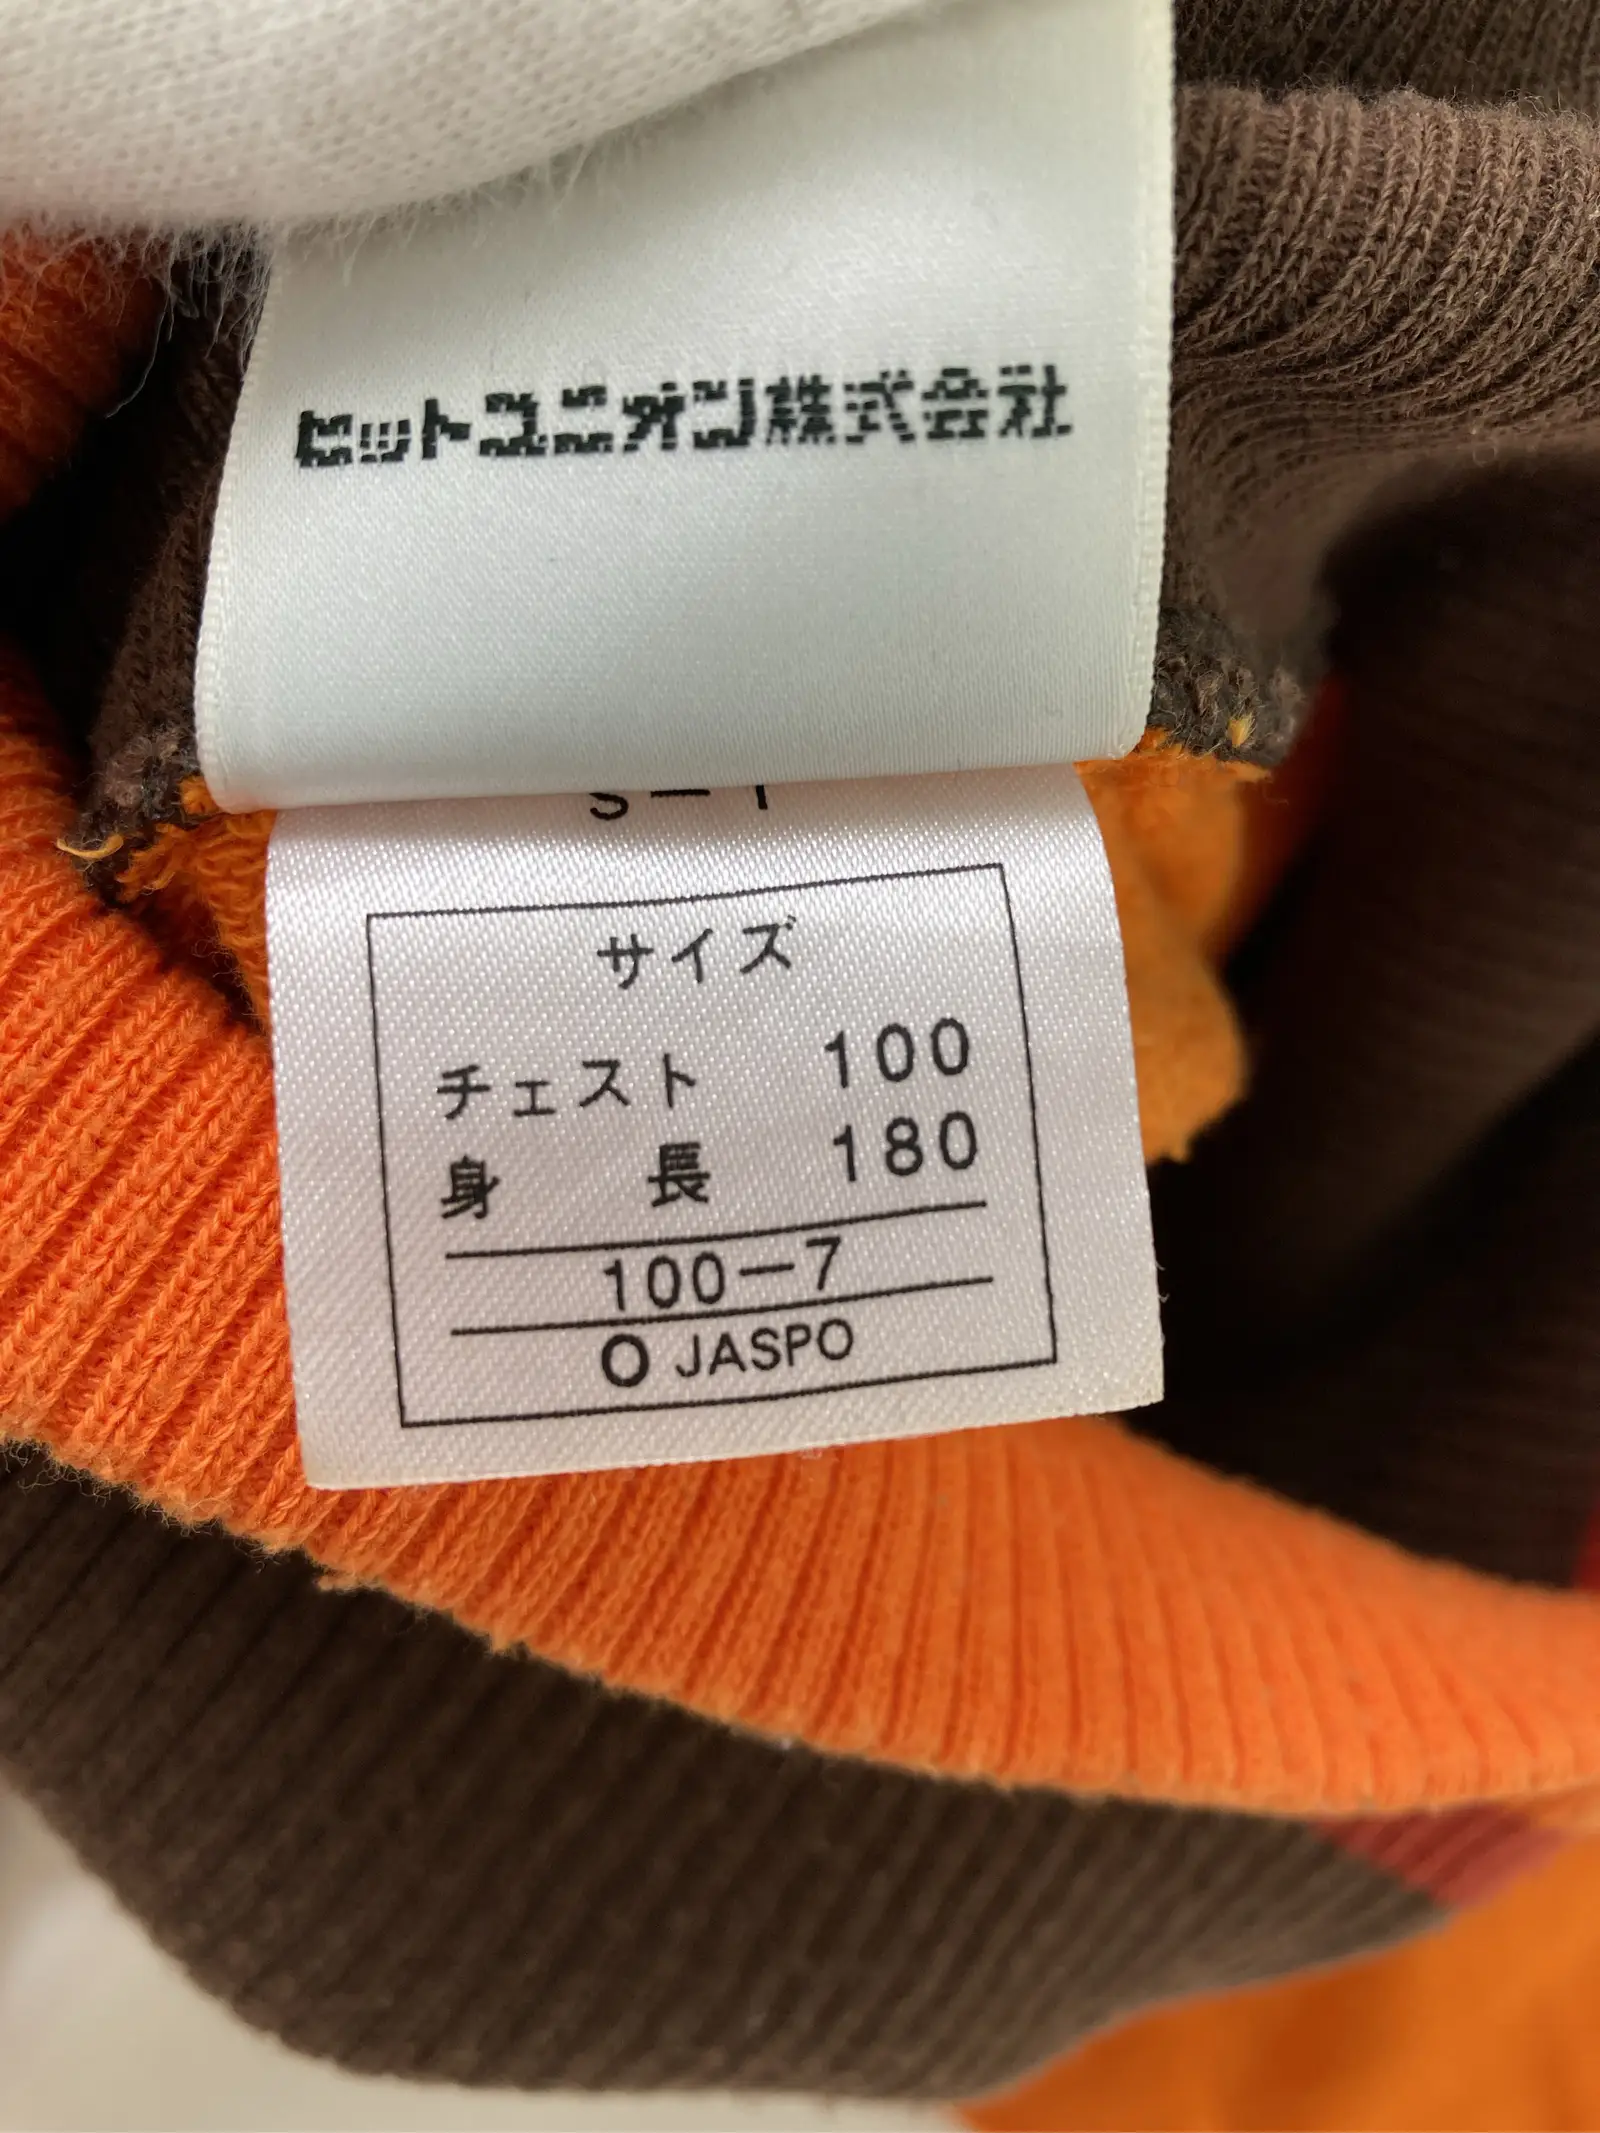 ヒットユニオン株式会社
S-1
サイズ
チェスト 100
身長 180
100-7
O JASPO